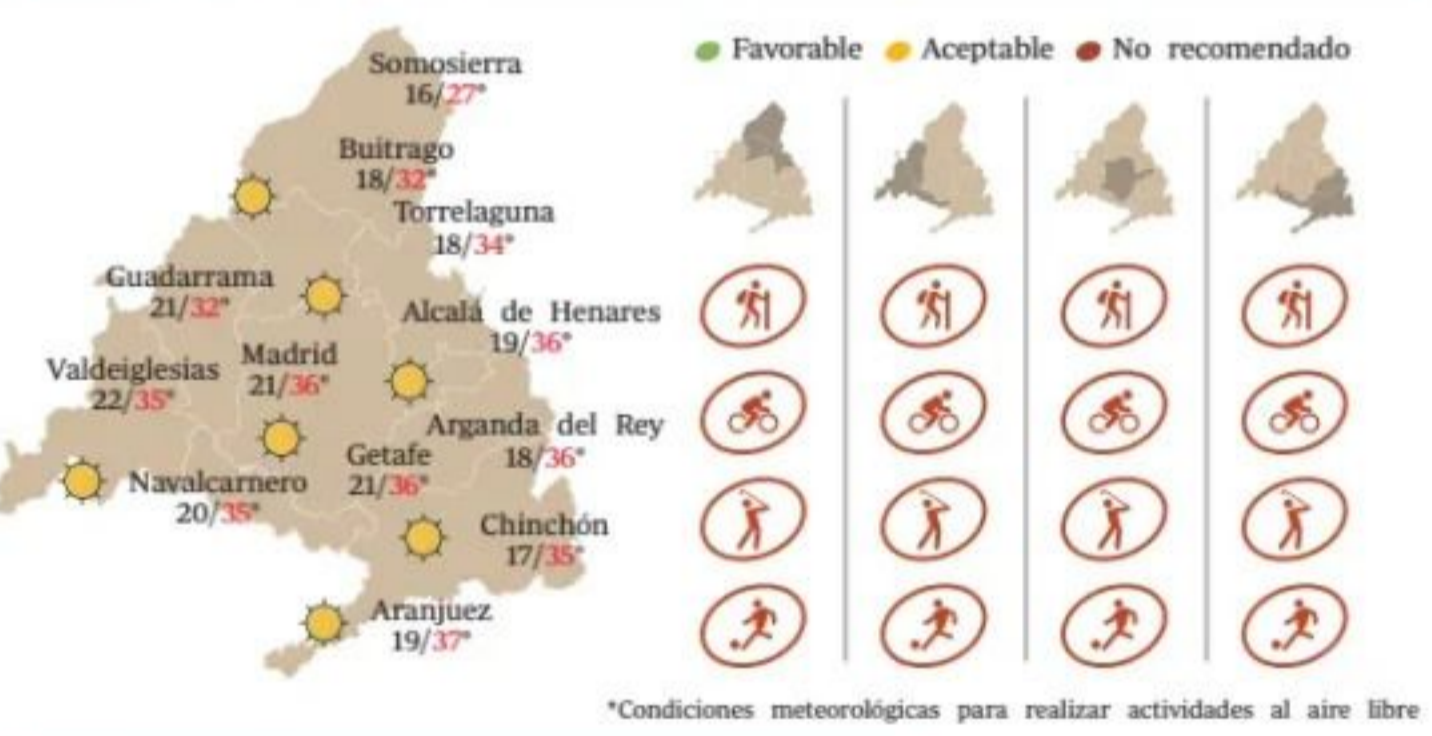 Somosierra
16/27°
Buitrago
18/32°
Torrelaguna
18/34°
Guadarrama
21/32°
Alcalá de Henares
19/36°
Madrid
21/36°
Valdeiglesias
22/35°
Arganda del Rey
18/36°
Getafe
21/36°
Navalcarnero
20/35°
Chinchón
17/35°
Aranjuez
19/37°
Favorable Aceptable No recomendado
*Condiciones meteorológicas para realizar actividades al aire libre